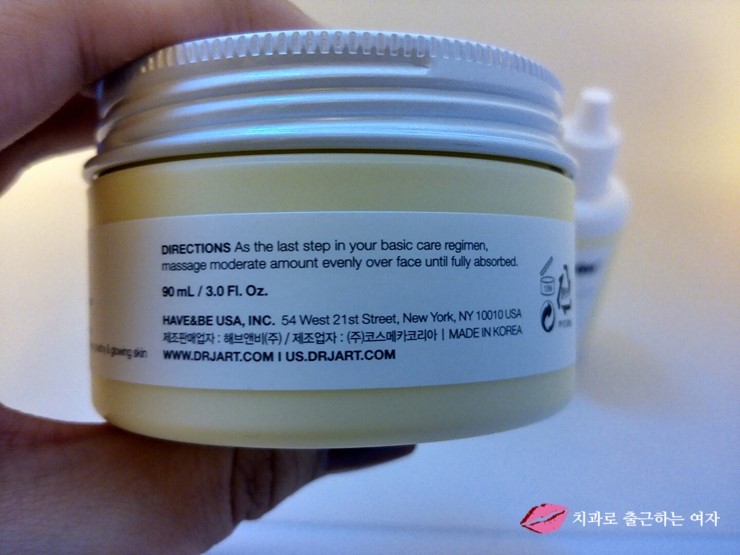 DIRECTIONS As the last step in your basic care regimen,
massage moderate amount evenly over face until fully absorbed.
90 mL / 3.0 Fl. Oz.
& glowing skin
HAVE&BE USA, INC. 54 West 21st Street, New York, NY 10010 USA
제조판매업자 : 해브앤비(주) / 제조업자 : (주)코스메카코리아 | MADE IN KOREA
WWW.DRJART.COM I US.DRJART.COM
치과로 출근하는 여자